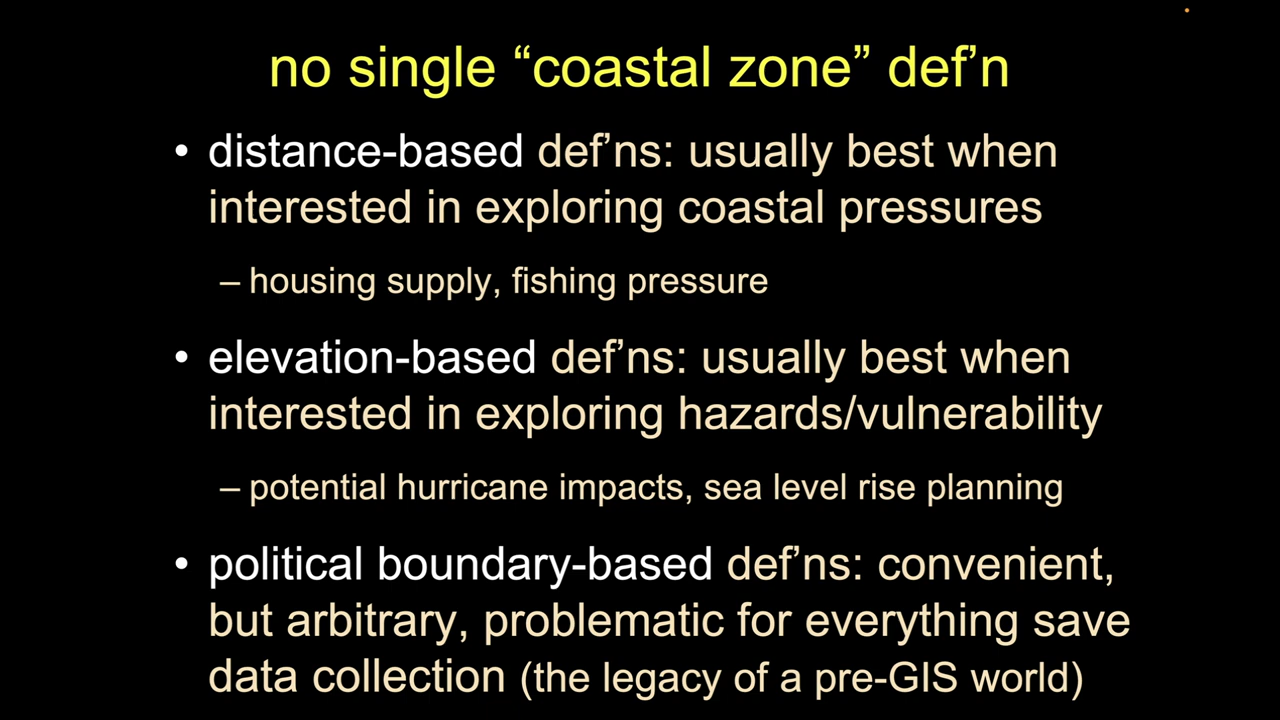 no single “coastal zone” def’n
• distance-based def’ns: usually best when
interested in exploring coastal pressures
– housing supply, fishing pressure
• elevation-based def’ns: usually best when
interested in exploring hazards/vulnerability
– potential hurricane impacts, sea level rise planning
• political boundary-based def’ns: convenient,
but arbitrary, problematic for everything save
data collection (the legacy of a pre-GIS world)